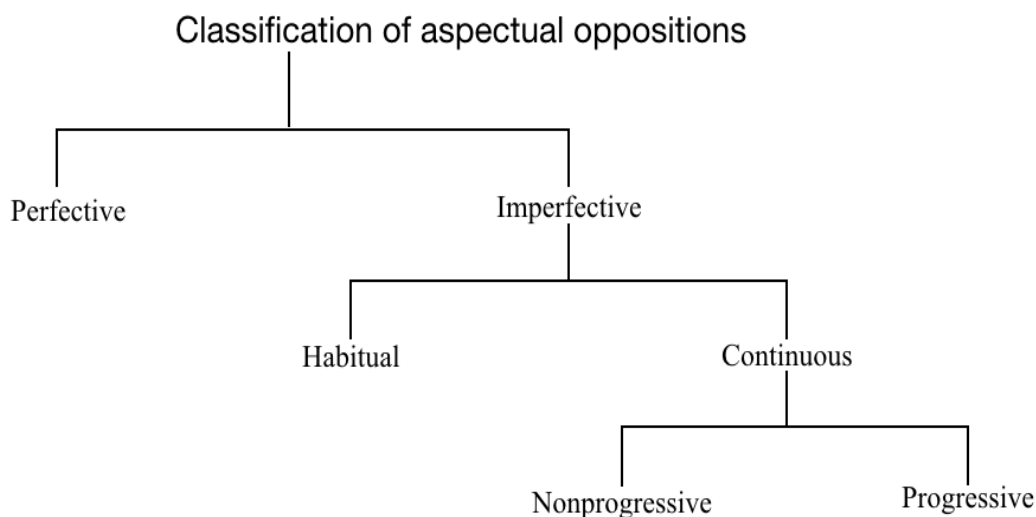 Classification of aspectual oppositions
Perfective
Imperfective
Habitual
Continuous
Nonprogressive
Progressive